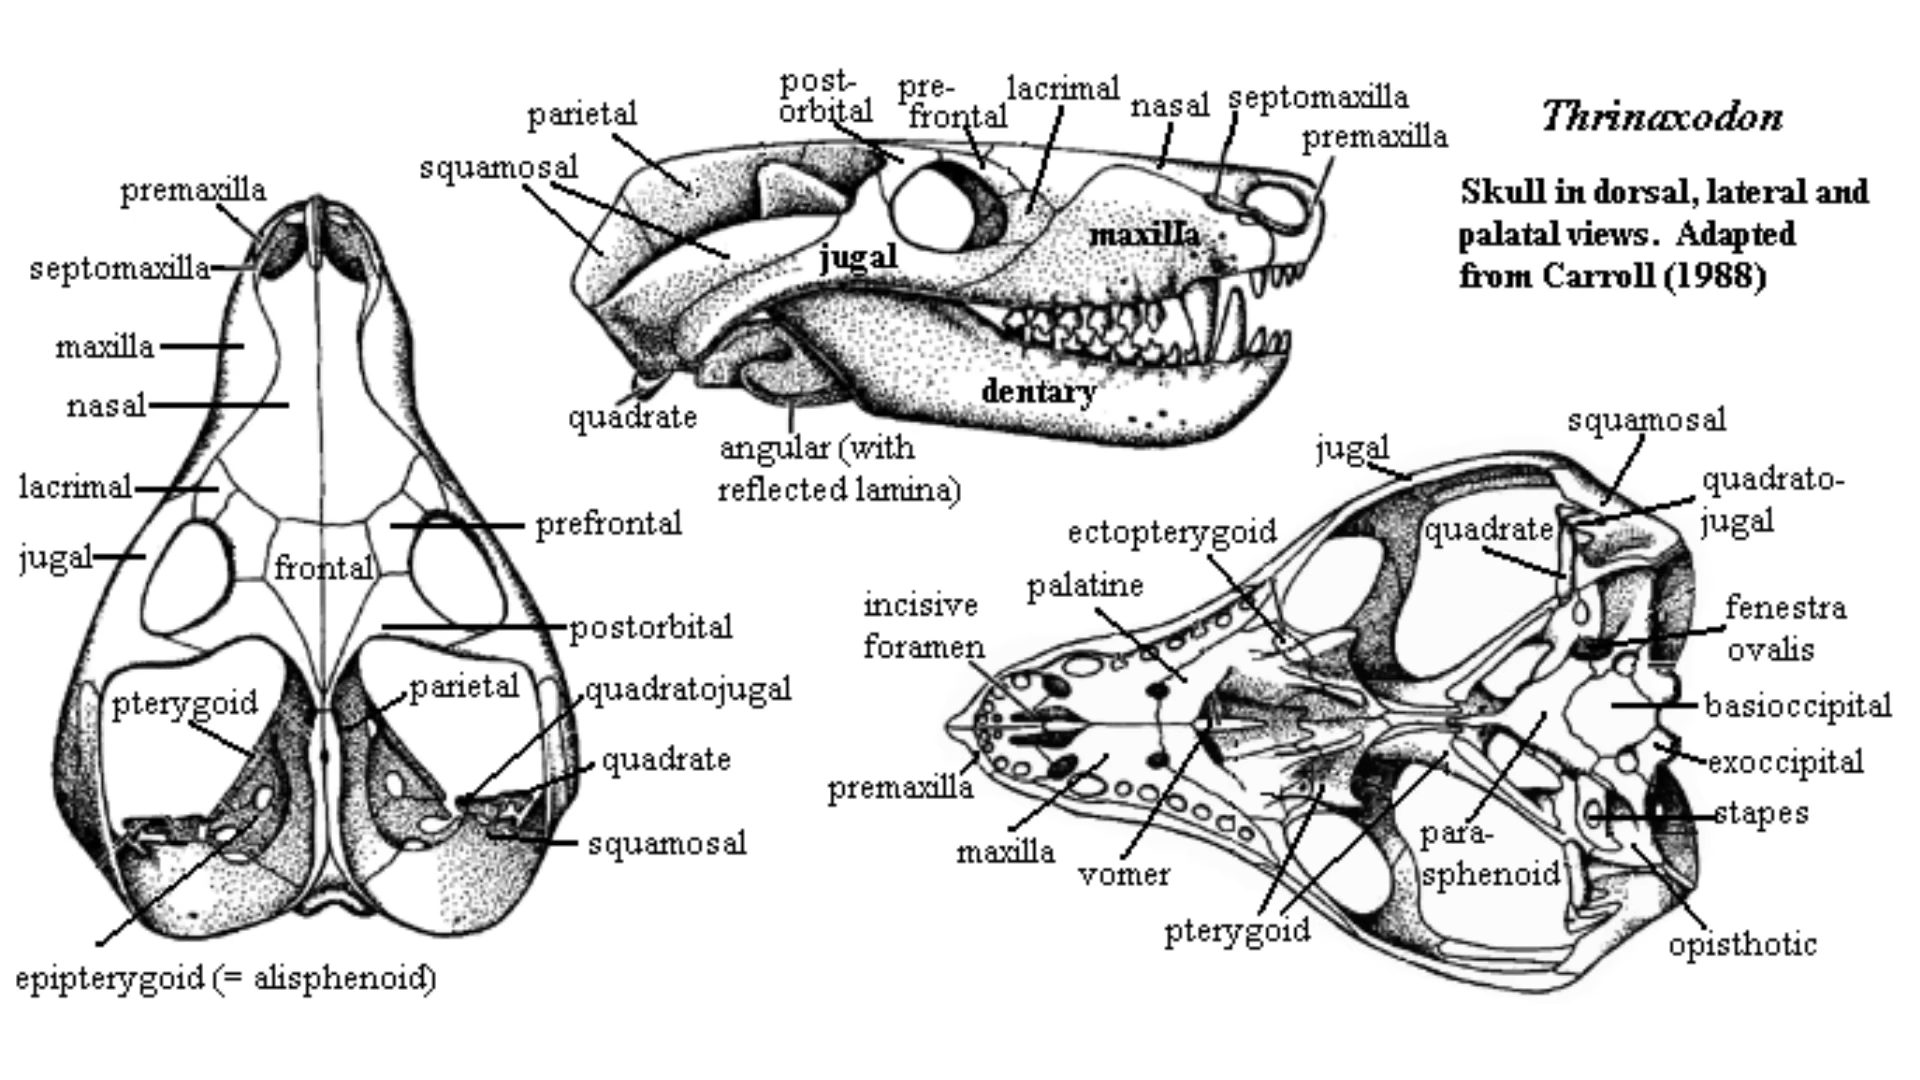 Thrinaxodon
Skull in dorsal, lateral and
palatal views. Adapted
from Carroll (1988)
premaxilla
septomaxilla
maxilla
nasal
lacrimal
jugal
frontal
prefrontal
postorbital
pterygoid
parietal
quadratojugal
quadrate
squamosal
epipterygoid (= alisphenoid)
squamosal
parietal
post-
orbital
pre-
frontal
lacrimal
nasal
septomaxilla
premaxilla
jugal
maxilla
dentary
quadrate
angular (with
reflected lamina)
squamosal
jugal
quadrato-
jugal
quadrate
ectopterygoid
palatine
incisive
foramen
fenestra
ovalis
basioccipital
exoccipital
stapes
premaxilla
maxilla
vomer
para-
sphenoid
pterygoid
opisthotic